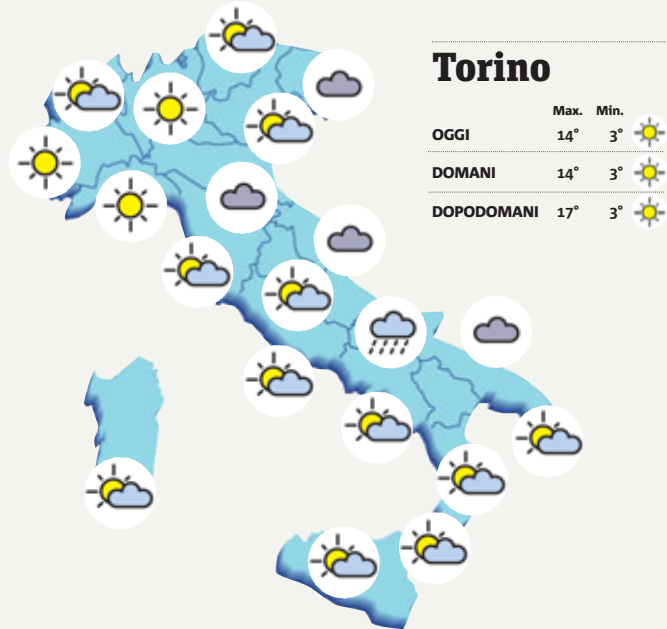 Torino
Max. Min.
OGGI 14° 3°
DOMANI 14° 3°
DOPODOMANI 17° 3°